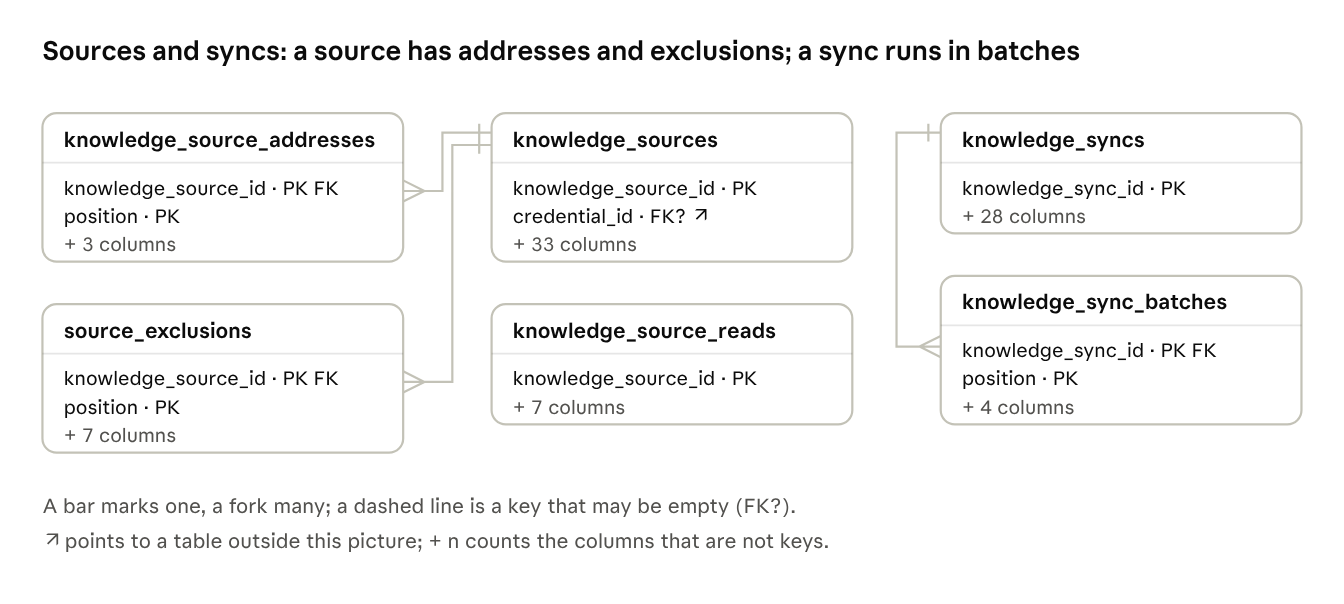 Sources and syncs: a source has addresses and exclusions; a sync runs in batches
knowledge_source_addresses
knowledge_source_id · PK FK
position · PK
+ 3 columns
knowledge_sources
knowledge_source_id · PK
credential_id · FK? ↗
+ 33 columns
knowledge_syncs
knowledge_sync_id · PK
+ 28 columns
source_exclusions
knowledge_source_id · PK FK
position · PK
+ 7 columns
knowledge_source_reads
knowledge_source_id · PK
+ 7 columns
knowledge_sync_batches
knowledge_sync_id · PK FK
position · PK
+ 4 columns
A bar marks one, a fork many; a dashed line is a key that may be empty (FK?).
↗ points to a table outside this picture; + n counts the columns that are not keys.